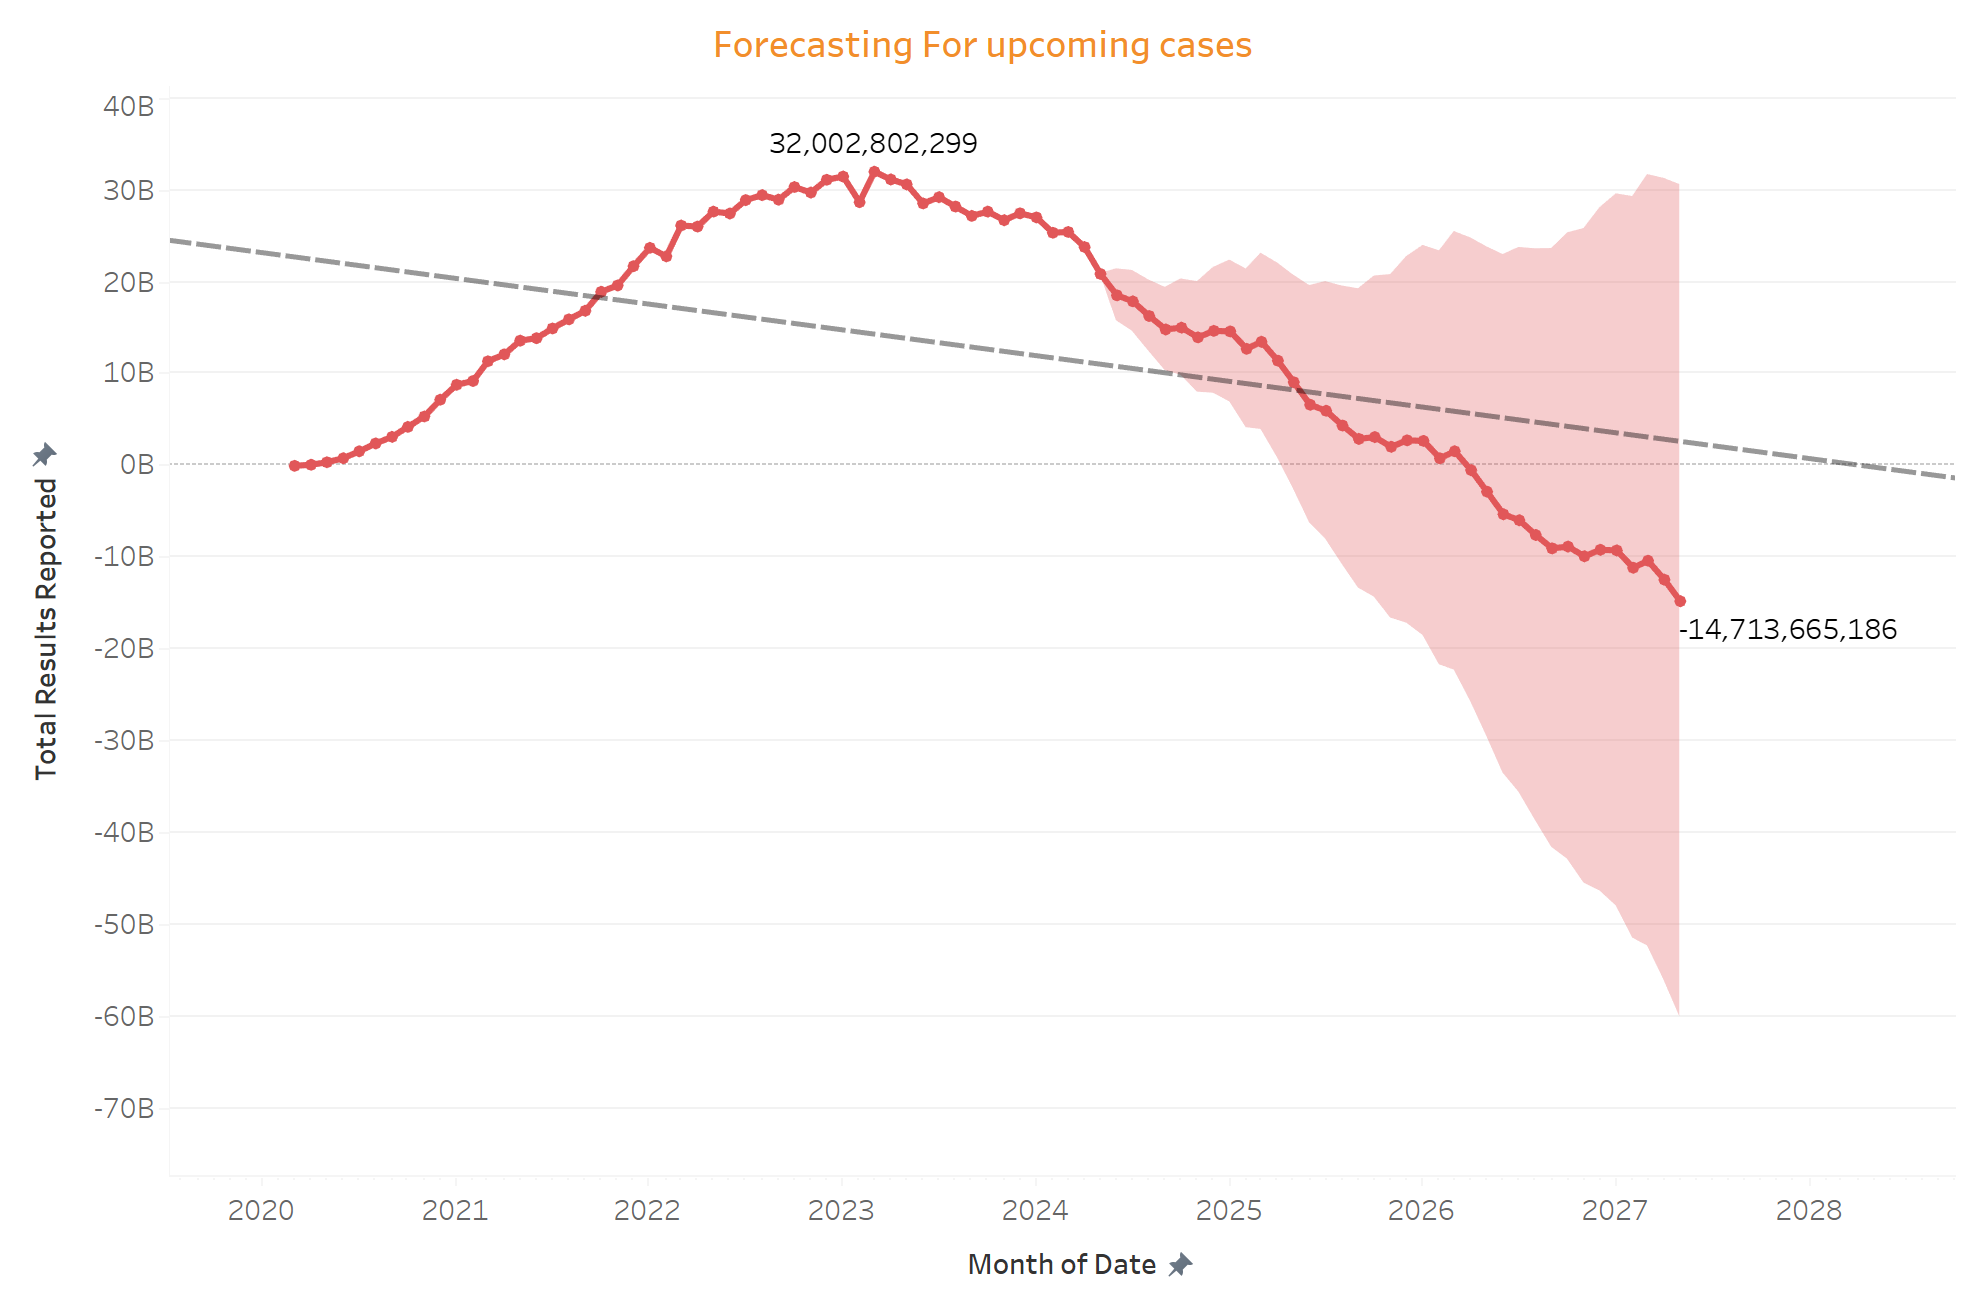 Forecasting For upcoming cases
40B
30B
20B
10B
0B
-10B
-20B
-30B
-40B
-50B
-60B
-70B
Total Results Reported
32,002,802,299
-14,713,665,186
2020 2021 2022 2023 2024 2025 2026 2027 2028
Month of Date